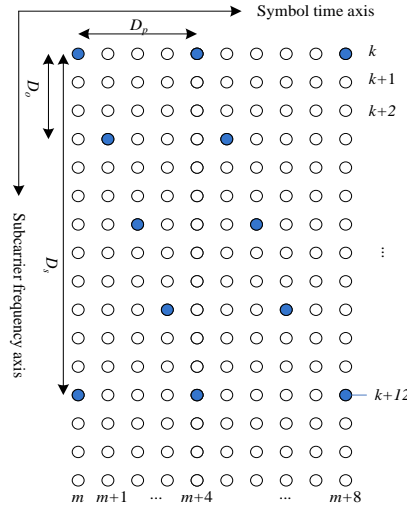 Symbol time axis
D_p
k
k+1
k+2
D_o
D_s
Subcarrier frequency axis
...
k+12
m m+1 ... m+4 ... m+8